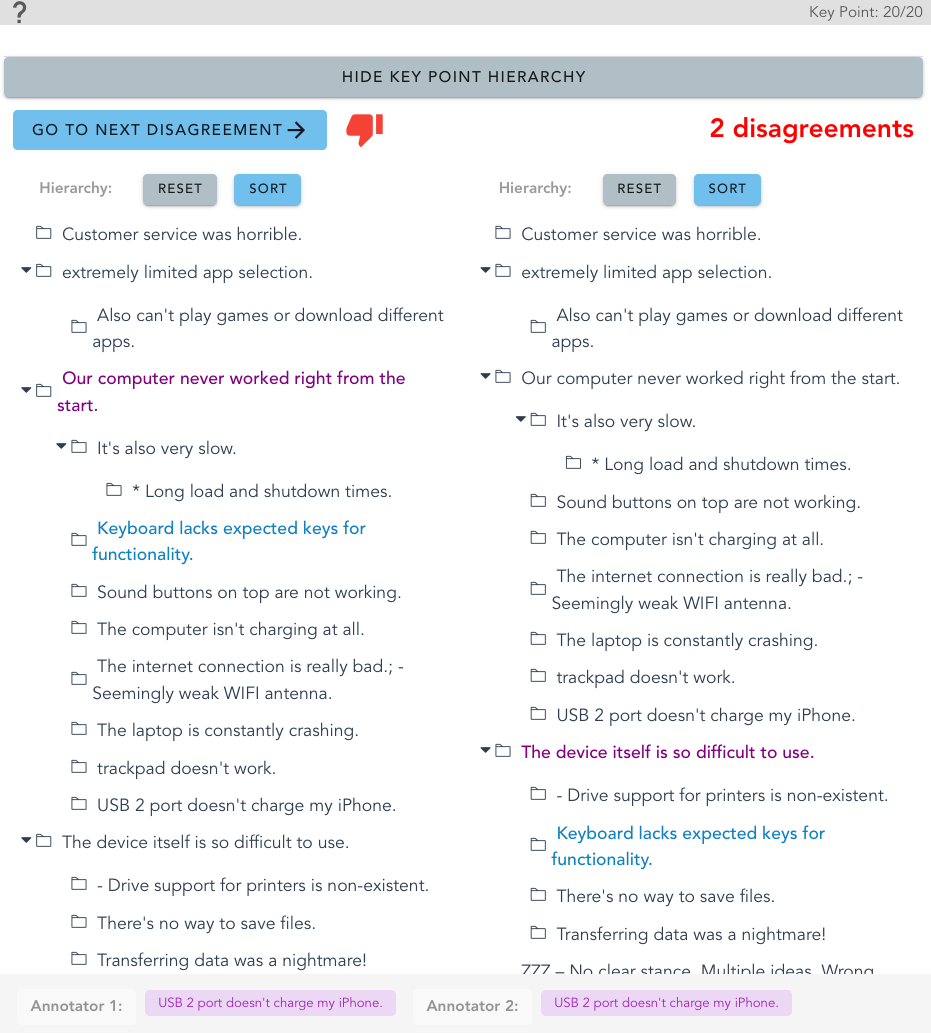 ?
Key Point: 20/20
HIDE KEY POINT HIERARCHY
GO TO NEXT DISAGREEMENT
2 disagreements
Hierarchy:
RESET
SORT
Customer service was horrible.
extremely limited app selection.
Also can't play games or download different
apps.
Our computer never worked right from the
start.
It's also very slow.
* Long load and shutdown times.
Keyboard lacks expected keys for
functionality.
Sound buttons on top are not working.
The computer isn't charging at all.
The internet connection is really bad.; -
Seemingly weak WIFI antenna.
The laptop is constantly crashing.
trackpad doesn't work.
USB 2 port doesn't charge my iPhone.
The device itself is so difficult to use.
- Drive support for printers is non-existent.
There's no way to save files.
Transferring data was a nightmare!
Hierarchy:
RESET
SORT
Customer service was horrible.
extremely limited app selection.
Also can't play games or download different
apps.
Our computer never worked right from the start.
It's also very slow.
* Long load and shutdown times.
Sound buttons on top are not working.
The computer isn't charging at all.
The internet connection is really bad.; -
Seemingly weak WIFI antenna.
The laptop is constantly crashing.
trackpad doesn't work.
USB 2 port doesn't charge my iPhone.
The device itself is so difficult to use.
- Drive support for printers is non-existent.
Keyboard lacks expected keys for
functionality.
There's no way to save files.
Transferring data was a nightmare!
ZZZ – No clear stance, Multiple ideas, Wrong
Annotator 1:
USB 2 port doesn't charge my iPhone.
Annotator 2:
USB 2 port doesn't charge my iPhone.